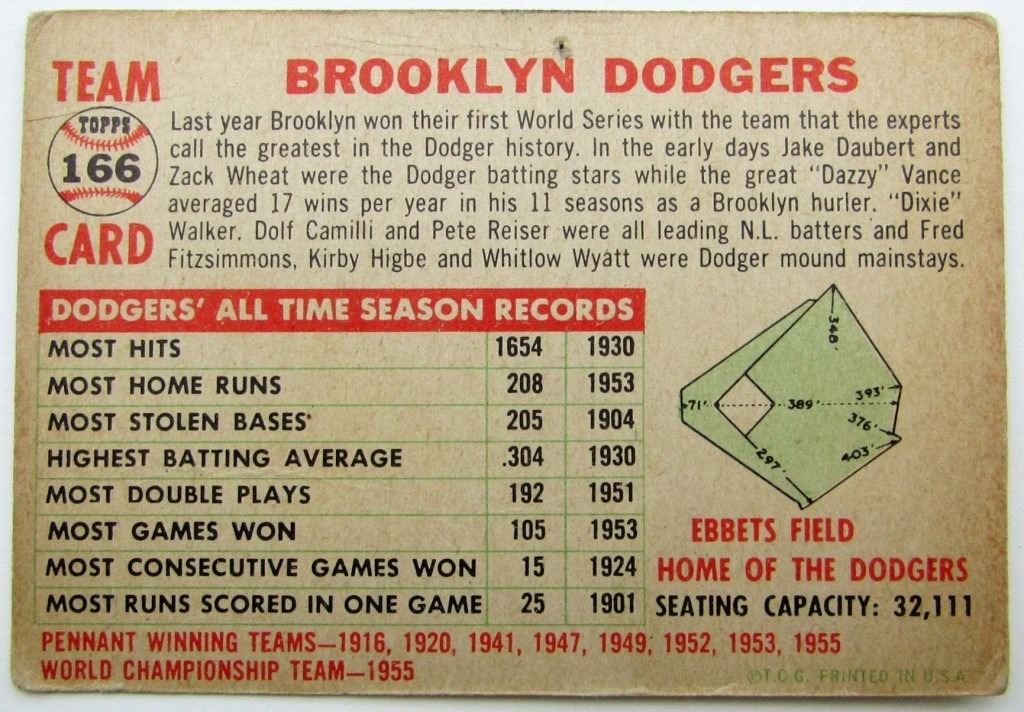 TEAM
TOPPS
166
CARD
BROOKLYN DODGERS
Last year Brooklyn won their first World Series with the team that the experts
call the greatest in the Dodger history. In the early days Jake Daubert and
Zack Wheat were the Dodger batting stars while the great "Dazzy" Vance
averaged 17 wins per year in his 11 seasons as a Brooklyn hurler. "Dixie"
Walker. Dolf Camilli and Pete Reiser were all leading N.L. batters and Fred
Fitzsimmons, Kirby Higbe and Whitlow Wyatt were Dodger mound mainstays.
DODGERS' ALL TIME SEASON RECORDS
MOST HITS 1654 1930
MOST HOME RUNS 208 1953
MOST STOLEN BASES 205 1904
HIGHEST BATTING AVERAGE .304 1930
MOST DOUBLE PLAYS 192 1951
MOST GAMES WON 105 1953
MOST CONSECUTIVE GAMES WON 15 1924
MOST RUNS SCORED IN ONE GAME 25 1901
348'
393'
71'
389'
376'
403'
297'
EBBETS FIELD
HOME OF THE DODGERS
SEATING CAPACITY: 32,111
PENNANT WINNING TEAMS—1916, 1920, 1941, 1947, 1949, 1952, 1953, 1955
WORLD CHAMPIONSHIP TEAM—1955
©T.C.G. PRINTED IN U.S.A.